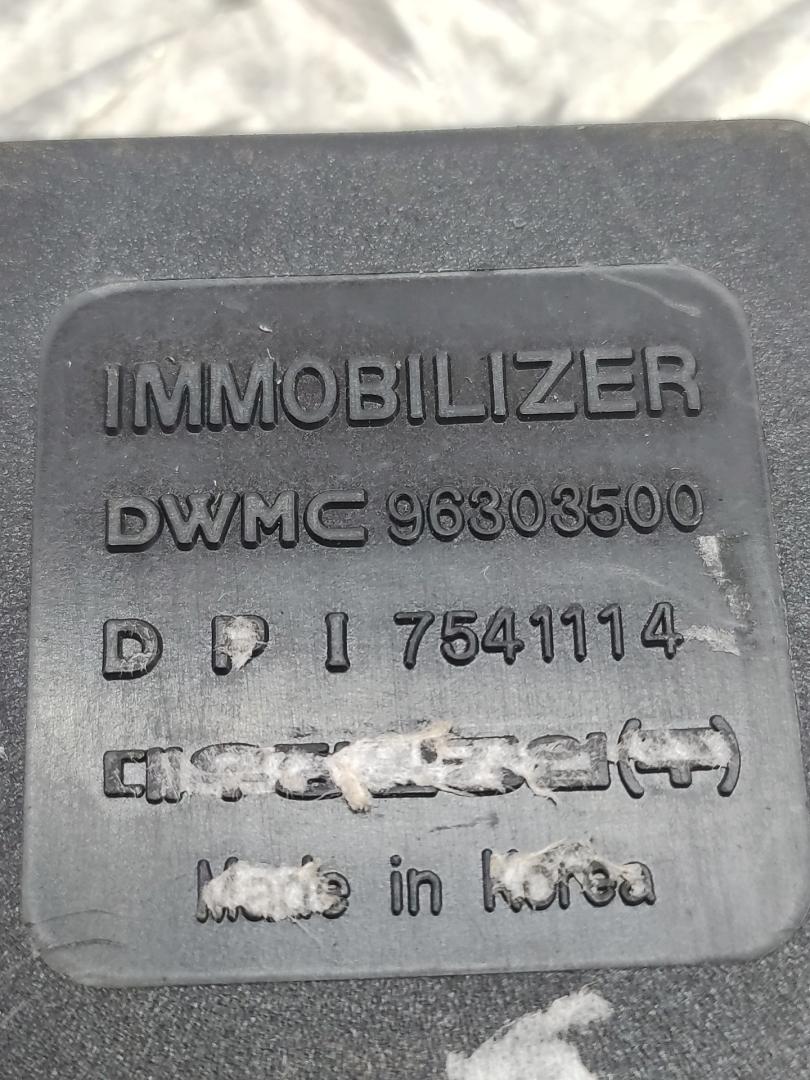 IMMOBILIZER
DWMC 96303500
D P I 7541114
Made in Korea